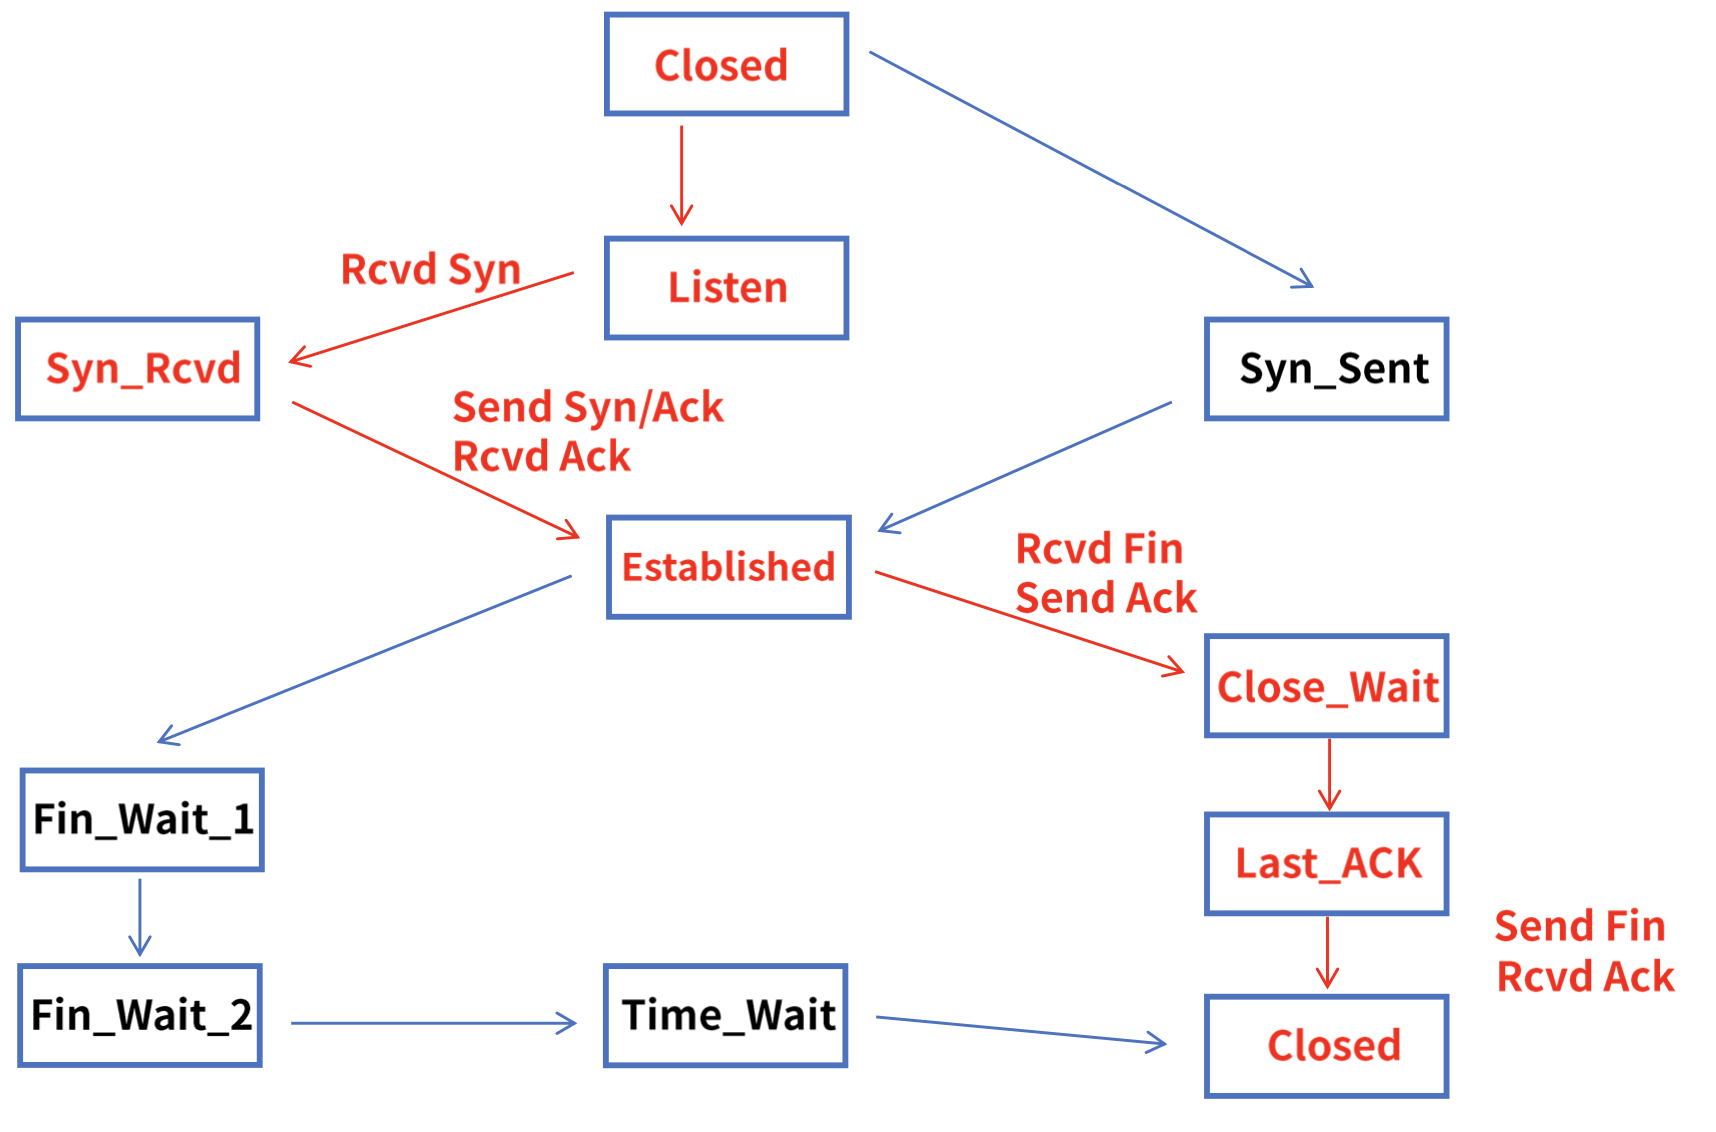 Closed
Rcvd Syn
Listen
Syn_Rcvd
Syn_Sent
Send Syn/Ack
Rcvd Ack
Established
Rcvd Fin
Send Ack
Close_Wait
Fin_Wait_1
Last_ACK
Send Fin
Rcvd Ack
Fin_Wait_2
Time_Wait
Closed